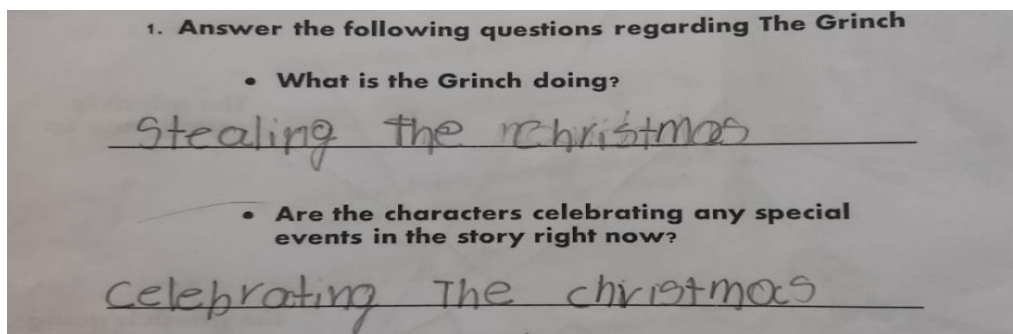 1. Answer the following questions regarding The Grinch
• What is the Grinch doing?
Stealing the christmas
• Are the characters celebrating any special
events in the story right now?
celebrating The christmas